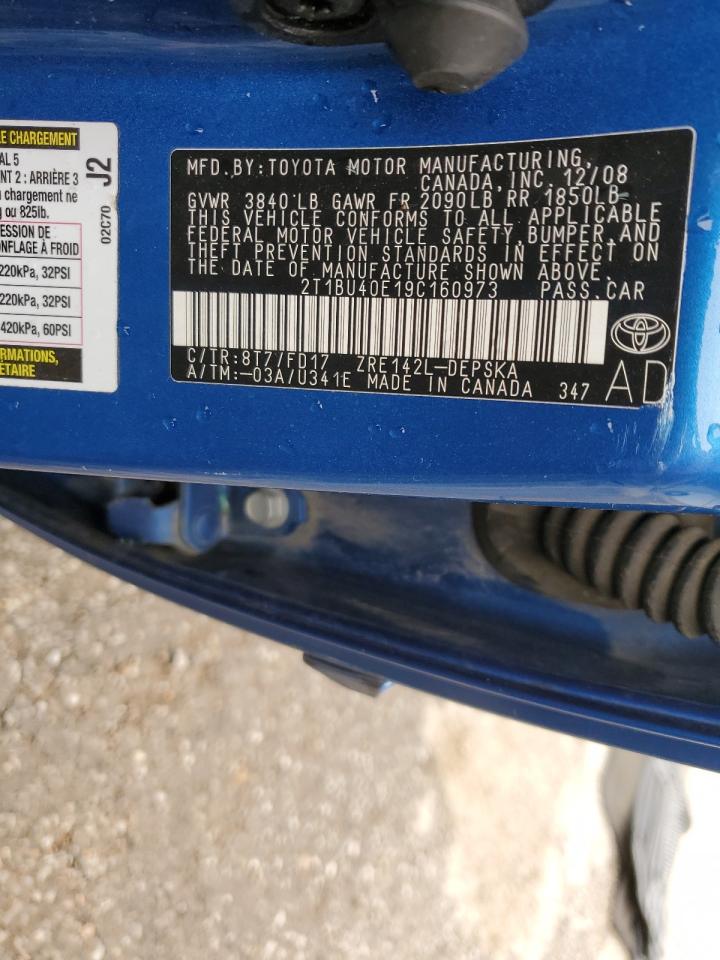 LE CHARGEMENT
AL 5
NT 2 : ARRIÈRE 3
u chargement ne
g ou 825lb.
ESSION DE
ONFLAGE À FROID
220kPa, 32PSI
220kPa, 32PSI
420kPa, 60PSI
RMATIONS,
ÉTAIRE
J2
02C70
MFD.BY:TOYOTA MOTOR MANUFACTURING,
CANADA,INC. 12/08
GVWR 3840 LB GAWR FR 2090LB RR 1850LB
THIS VEHICLE CONFORMS TO ALL APPLICABLE
FEDERAL MOTOR VEHICLE SAFETY,BUMPER,AND
THEFT PREVENTION STANDARDS IN EFFECT ON
THE DATE OF MANUFACTURE SHOWN ABOVE.
2T1BU40E19C160973 PASS.CAR
C/TR:8T7/FD17 ZRE142L-DEPSKA
A/TM:-03A/U341E MADE IN CANADA 347
AD